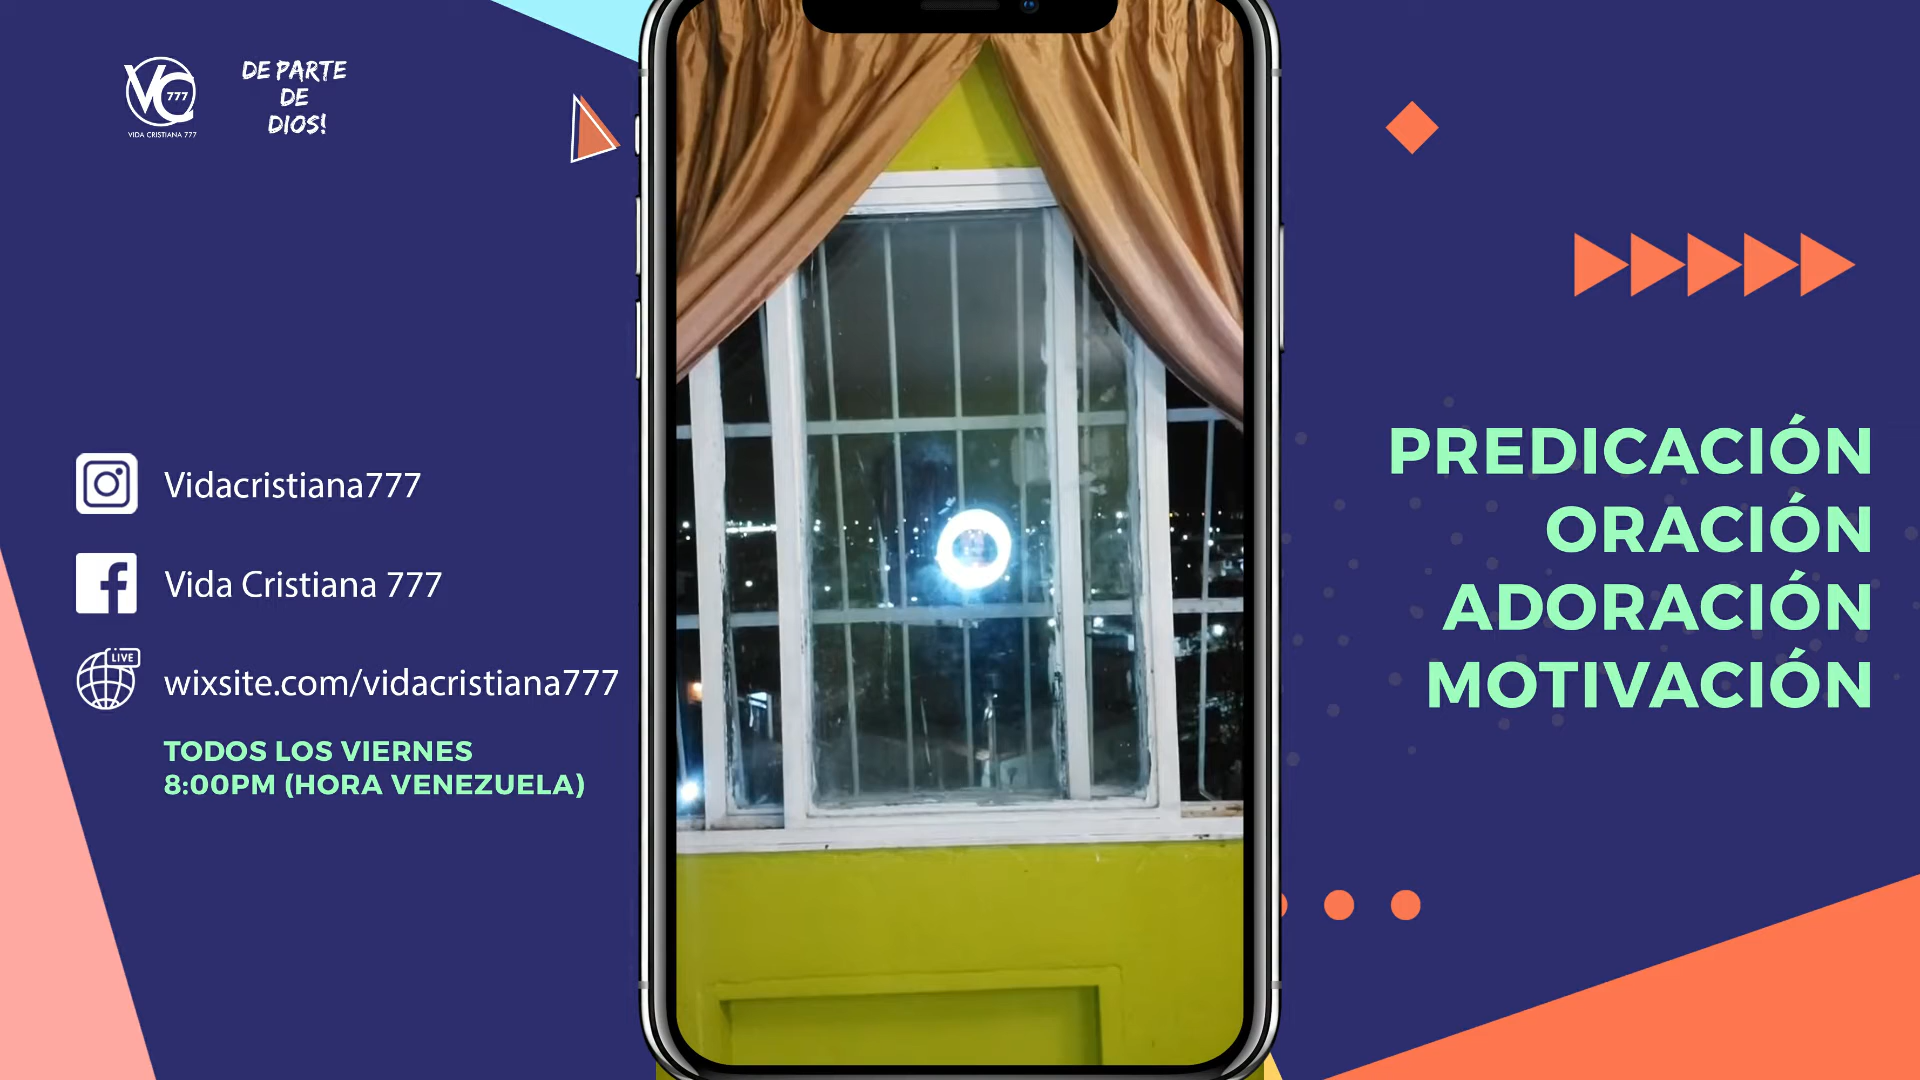 VC
777
VIDA CRISTIANA 777
DE PARTE
DE
DIOS!
Vidacristiana777
Vida Cristiana 777
LIVE
wixsite.com/vidacristiana777
TODOS LOS VIERNES
8:00PM (HORA VENEZUELA)
PREDICACIÓN
ORACIÓN
ADORACIÓN
MOTIVACIÓN